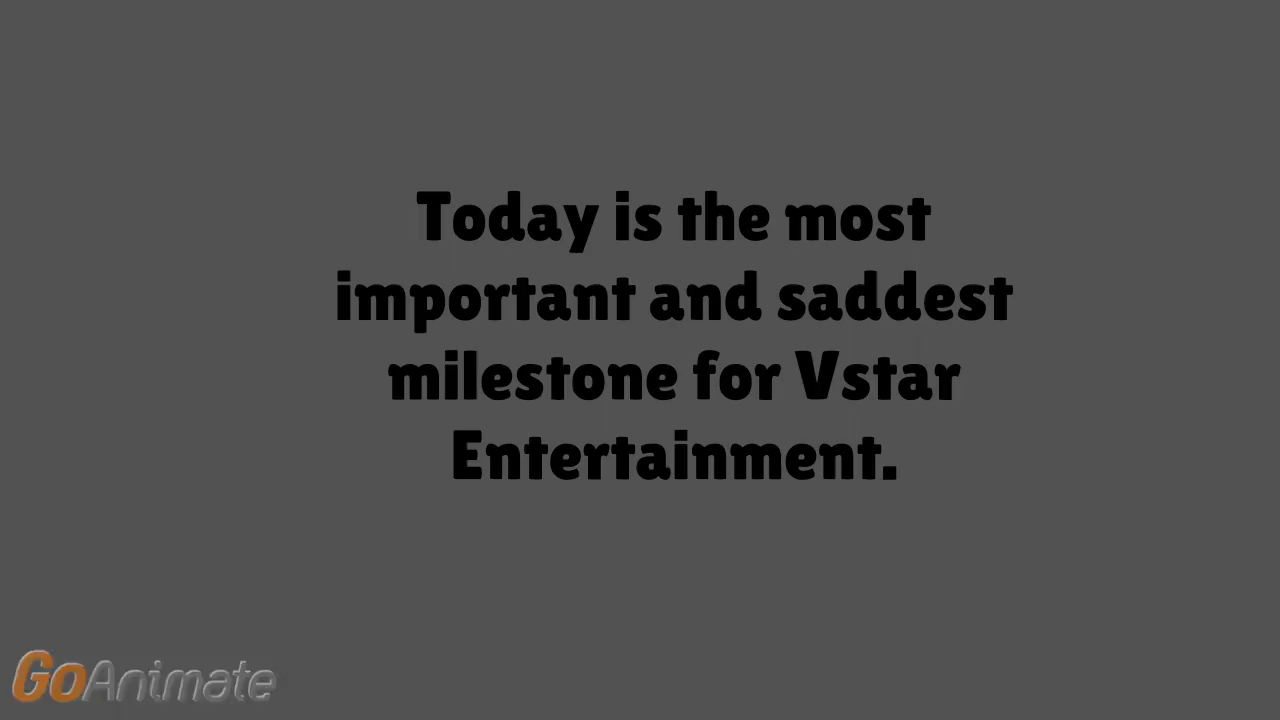 Today is the most
important and saddest
milestone for Vstar
Entertainment.
GoAnimate